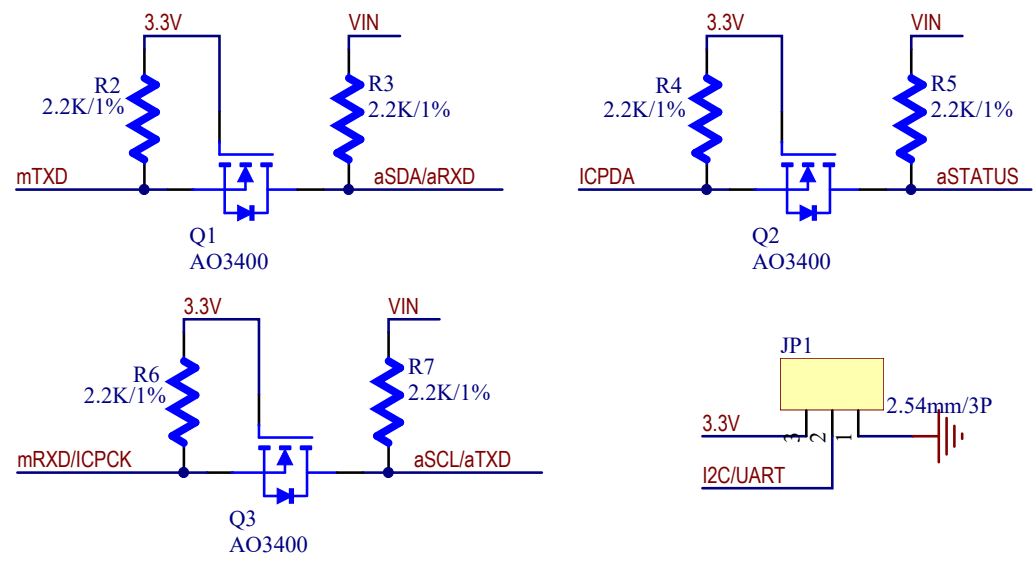 3.3V
VIN
R2
2.2K/1%
R3
2.2K/1%
mTXD
aSDA/aRXD
Q1
AO3400
3.3V
VIN
R4
2.2K/1%
R5
2.2K/1%
ICPDA
aSTATUS
Q2
AO3400
3.3V
VIN
R6
2.2K/1%
R7
2.2K/1%
mRXD/ICPCK
aSCL/aTXD
Q3
AO3400
JP1
2.54mm/3P
3.3V
3
2
1
I2C/UART